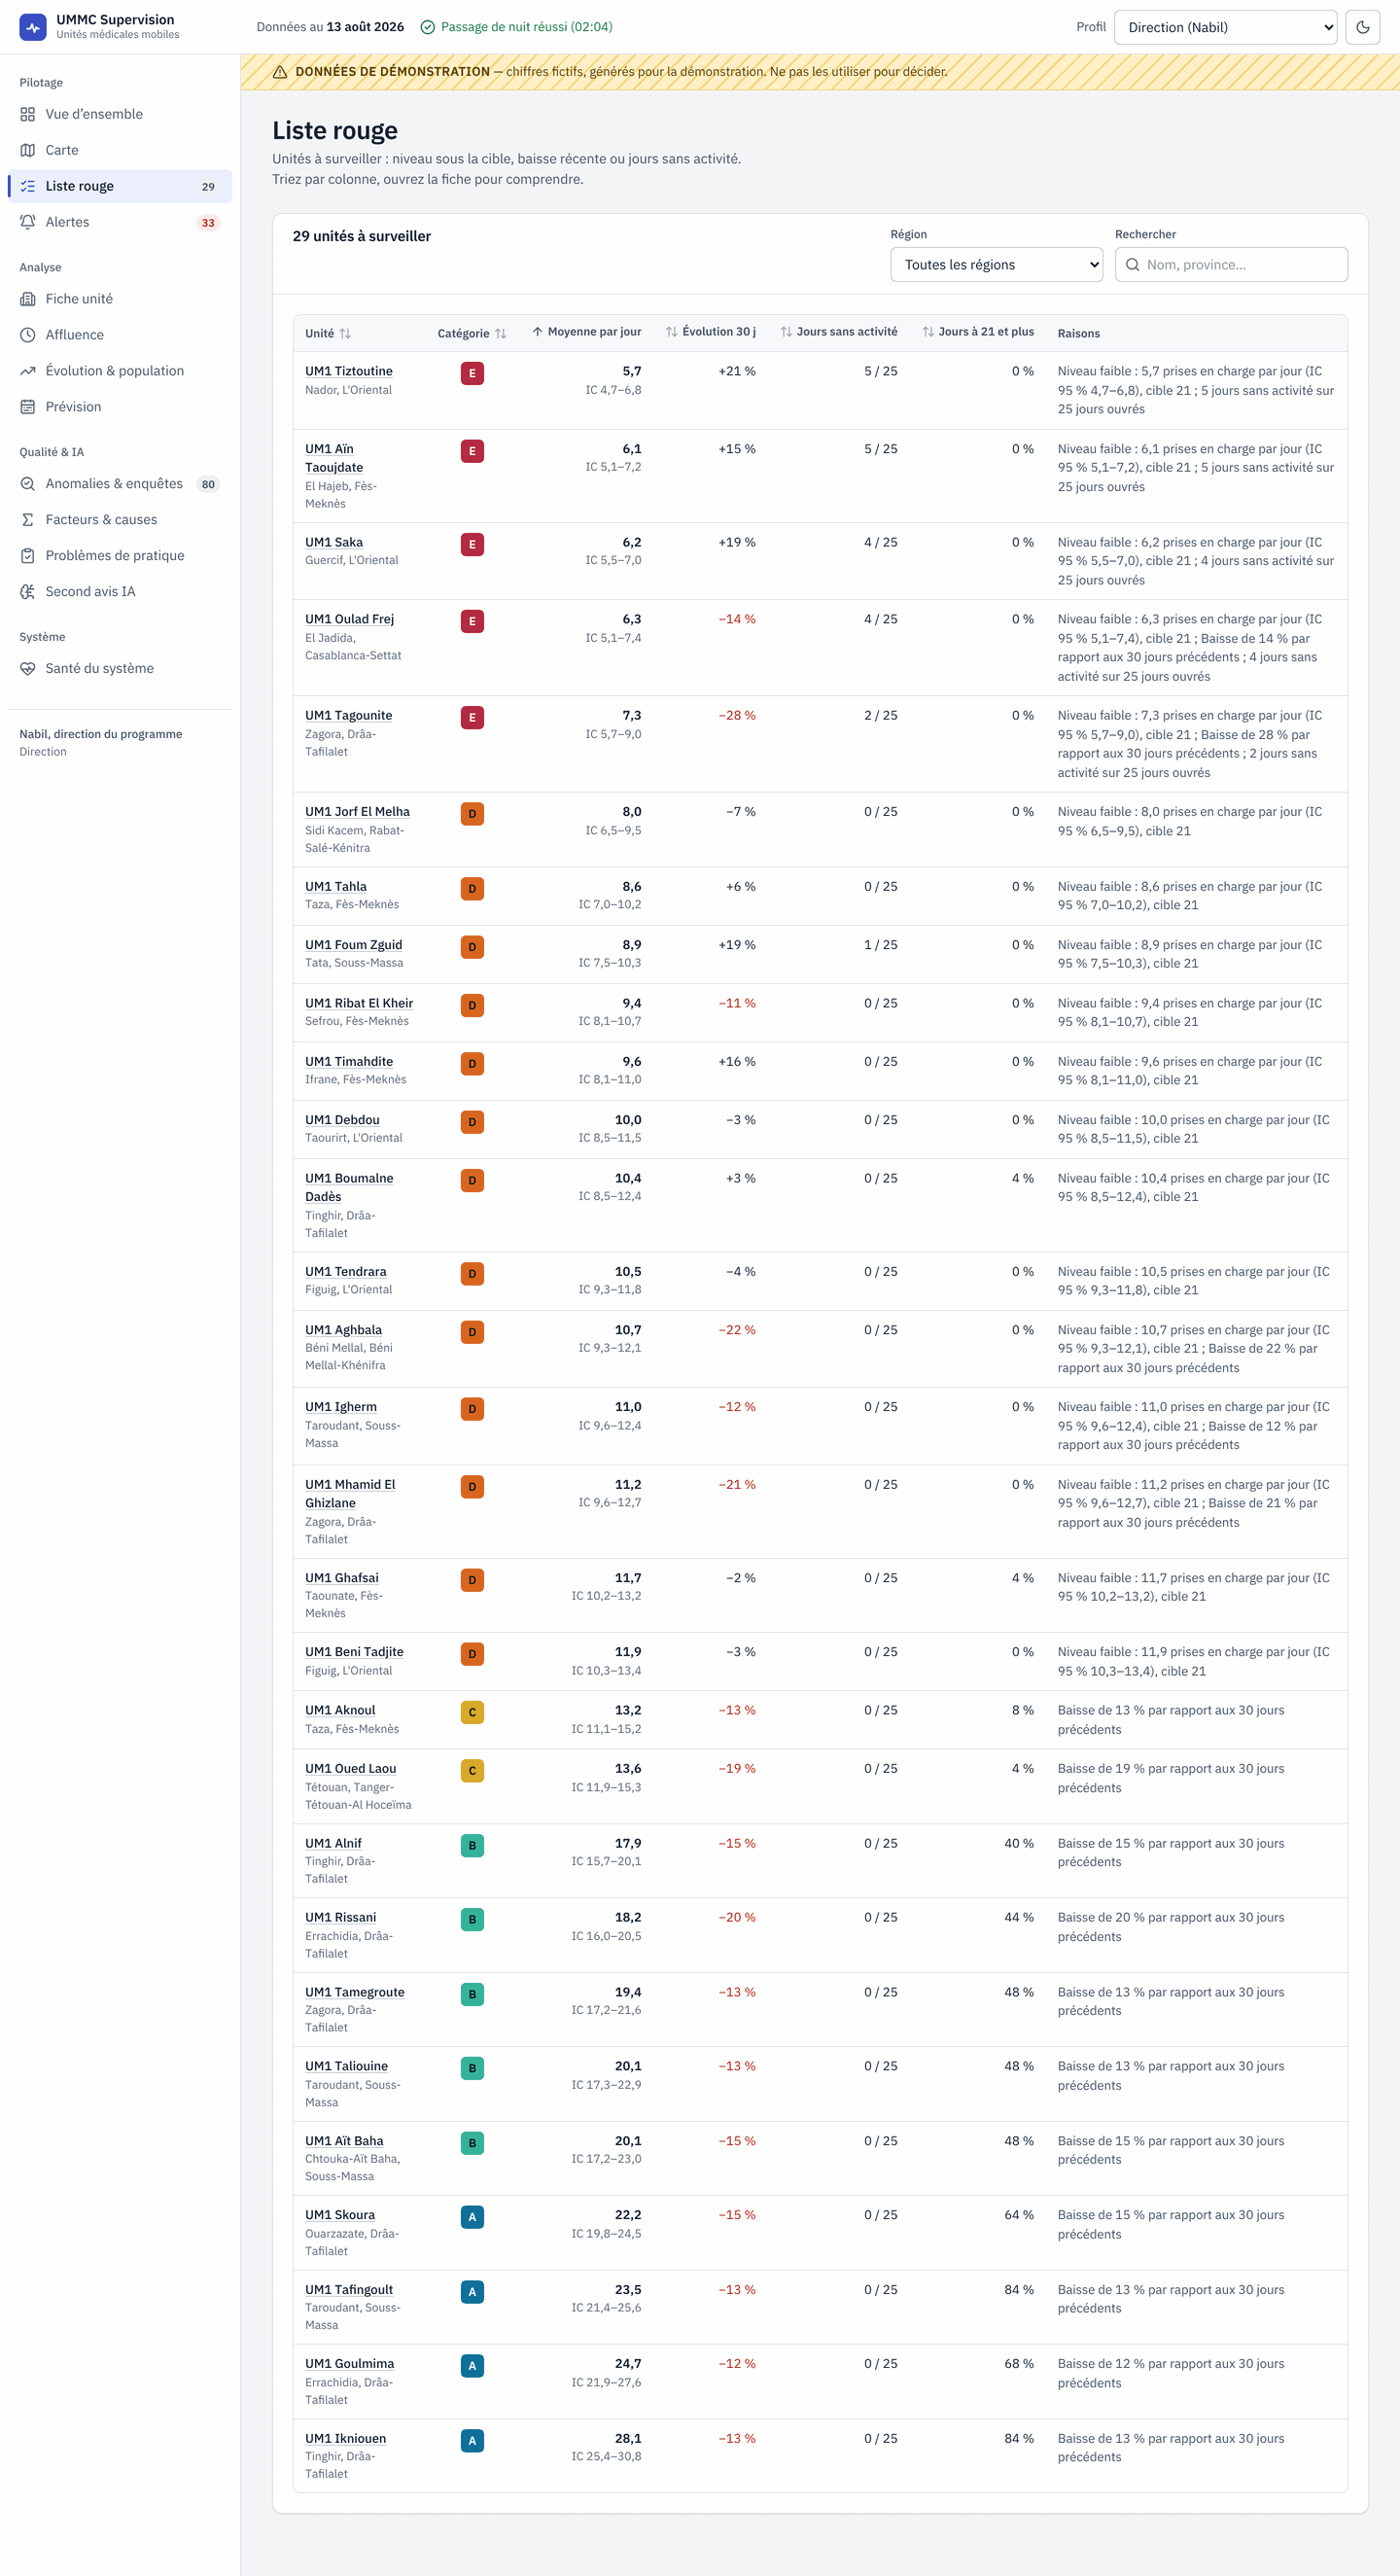 UMMC Supervision
Unités médicales mobiles
Données au 13 août 2026
Passage de nuit réussi (02:04)
Profil
Direction (Nabil)
DONNÉES DE DÉMONSTRATION — chiffres fictifs, générés pour la démonstration. Ne pas les utiliser pour décider.
Pilotage
Vue d'ensemble
Carte
Liste rouge 29
Alertes 33
Analyse
Fiche unité
Affluence
Évolution & population
Prévision
Qualité & IA
Anomalies & enquêtes 80
Facteurs & causes
Problèmes de pratique
Second avis IA
Système
Santé du système
Nabil, direction du programme
Direction
Liste rouge
Unités à surveiller : niveau sous la cible, baisse récente ou jours sans activité.
Triez par colonne, ouvrez la fiche pour comprendre.
29 unités à surveiller
Région
Toutes les régions
Rechercher
Nom, province…
Unité Catégorie Moyenne par jour Évolution 30 j Jours sans activité Jours à 21 et plus Raisons
UM1 Tiztoutine E 5,7 +21 % 5 / 25 0 % Niveau faible : 5,7 prises en charge par jour (IC
Nador, L'Oriental IC 4,7–6,8 95 % 4,7–6,8), cible 21 ; 5 jours sans activité sur
25 jours ouvrés
UM1 Aïn E 6,1 +15 % 5 / 25 0 % Niveau faible : 6,1 prises en charge par jour (IC
Taoujdate IC 5,1–7,2 95 % 5,1–7,2), cible 21 ; 5 jours sans activité sur
El Hajeb, Fès- 25 jours ouvrés
Meknès
UM1 Saka E 6,2 +19 % 4 / 25 0 % Niveau faible : 6,2 prises en charge par jour (IC
Guercif, L'Oriental IC 5,5–7,0 95 % 5,5–7,0), cible 21 ; 4 jours sans activité sur
25 jours ouvrés
UM1 Oulad Frej E 6,3 −14 % 4 / 25 0 % Niveau faible : 6,3 prises en charge par jour (IC
El Jadida, IC 5,1–7,4 95 % 5,1–7,4), cible 21 ; Baisse de 14 % par
Casablanca-Settat rapport aux 30 jours précédents ; 4 jours sans
activité sur 25 jours ouvrés
UM1 Tagounite E 7,3 −28 % 2 / 25 0 % Niveau faible : 7,3 prises en charge par jour (IC
Zagora, Drâa- IC 5,7–9,0 95 % 5,7–9,0), cible 21 ; Baisse de 28 % par
Tafilalet rapport aux 30 jours précédents ; 2 jours sans
activité sur 25 jours ouvrés
UM1 Jorf El Melha D 8,0 −7 % 0 / 25 0 % Niveau faible : 8,0 prises en charge par jour (IC
Sidi Kacem, Rabat- IC 6,5–9,5 95 % 6,5–9,5), cible 21
Salé-Kénitra
UM1 Tahla D 8,6 +6 % 0 / 25 0 % Niveau faible : 8,6 prises en charge par jour (IC
Taza, Fès-Meknès IC 7,0–10,2 95 % 7,0–10,2), cible 21
UM1 Foum Zguid D 8,9 +19 % 1 / 25 0 % Niveau faible : 8,9 prises en charge par jour (IC
Tata, Souss-Massa IC 7,5–10,3 95 % 7,5–10,3), cible 21
UM1 Ribat El Kheir D 9,4 −11 % 0 / 25 0 % Niveau faible : 9,4 prises en charge par jour (IC
Sefrou, Fès-Meknès IC 8,1–10,7 95 % 8,1–10,7), cible 21
UM1 Timahdite D 9,6 +16 % 0 / 25 0 % Niveau faible : 9,6 prises en charge par jour (IC
Ifrane, Fès-Meknès IC 8,1–11,0 95 % 8,1–11,0), cible 21
UM1 Debdou D 10,0 −3 % 0 / 25 0 % Niveau faible : 10,0 prises en charge par jour (IC
Taourirt, L'Oriental IC 8,5–11,5 95 % 8,5–11,5), cible 21
UM1 Boumalne D 10,4 +3 % 0 / 25 4 % Niveau faible : 10,4 prises en charge par jour (IC
Dadès IC 8,5–12,4 95 % 8,5–12,4), cible 21
Tinghir, Drâa-
Tafilalet
UM1 Tendrara D 10,5 −4 % 0 / 25 0 % Niveau faible : 10,5 prises en charge par jour (IC
Figuig, L'Oriental IC 9,3–11,8 95 % 9,3–11,8), cible 21
UM1 Aghbala D 10,7 −22 % 0 / 25 0 % Niveau faible : 10,7 prises en charge par jour (IC
Béni Mellal, Béni IC 9,3–12,1 95 % 9,3–12,1), cible 21 ; Baisse de 22 % par
Mellal-Khénifra rapport aux 30 jours précédents
UM1 Igherm D 11,0 −12 % 0 / 25 0 % Niveau faible : 11,0 prises en charge par jour (IC
Taroudant, Souss- IC 9,6–12,4 95 % 9,6–12,4), cible 21 ; Baisse de 12 % par
Massa rapport aux 30 jours précédents
UM1 Mhamid El D 11,2 −21 % 0 / 25 0 % Niveau faible : 11,2 prises en charge par jour (IC
Ghizlane IC 9,6–12,7 95 % 9,6–12,7), cible 21 ; Baisse de 21 % par
Zagora, Drâa- rapport aux 30 jours précédents
Tafilalet
UM1 Ghafsai D 11,7 −2 % 0 / 25 4 % Niveau faible : 11,7 prises en charge par jour (IC
Taounate, Fès- IC 10,2–13,2 95 % 10,2–13,2), cible 21
Meknès
UM1 Beni Tadjite D 11,9 −3 % 0 / 25 0 % Niveau faible : 11,9 prises en charge par jour (IC
Figuig, L'Oriental IC 10,3–13,4 95 % 10,3–13,4), cible 21
UM1 Aknoul C 13,2 −13 % 0 / 25 8 % Baisse de 13 % par rapport aux 30 jours
Taza, Fès-Meknès IC 11,1–15,2 précédents
UM1 Oued Laou C 13,6 −19 % 0 / 25 4 % Baisse de 19 % par rapport aux 30 jours
Tétouan, Tanger- IC 11,9–15,3 précédents
Tétouan-Al Hoceïma
UM1 Alnif B 17,9 −15 % 0 / 25 40 % Baisse de 15 % par rapport aux 30 jours
Tinghir, Drâa- IC 15,7–20,1 précédents
Tafilalet
UM1 Rissani B 18,2 −20 % 0 / 25 44 % Baisse de 20 % par rapport aux 30 jours
Errachidia, Drâa- IC 16,0–20,5 précédents
Tafilalet
UM1 Tamegroute B 19,4 −13 % 0 / 25 48 % Baisse de 13 % par rapport aux 30 jours
Zagora, Drâa- IC 17,2–21,6 précédents
Tafilalet
UM1 Taliouine B 20,1 −13 % 0 / 25 48 % Baisse de 13 % par rapport aux 30 jours
Taroudant, Souss- IC 17,3–22,9 précédents
Massa
UM1 Aït Baha B 20,1 −15 % 0 / 25 48 % Baisse de 15 % par rapport aux 30 jours
Chtouka-Aït Baha, IC 17,2–23,0 précédents
Souss-Massa
UM1 Skoura A 22,2 −15 % 0 / 25 64 % Baisse de 15 % par rapport aux 30 jours
Ouarzazate, Drâa- IC 19,8–24,5 précédents
Tafilalet
UM1 Tafingoult A 23,5 −13 % 0 / 25 84 % Baisse de 13 % par rapport aux 30 jours
Taroudant, Souss- IC 21,4–25,6 précédents
Massa
UM1 Goulmima A 24,7 −12 % 0 / 25 68 % Baisse de 12 % par rapport aux 30 jours
Errachidia, Drâa- IC 21,9–27,6 précédents
Tafilalet
UM1 Ikniouen A 28,1 −13 % 0 / 25 84 % Baisse de 13 % par rapport aux 30 jours
Tinghir, Drâa- IC 25,4–30,8 précédents
Tafilalet